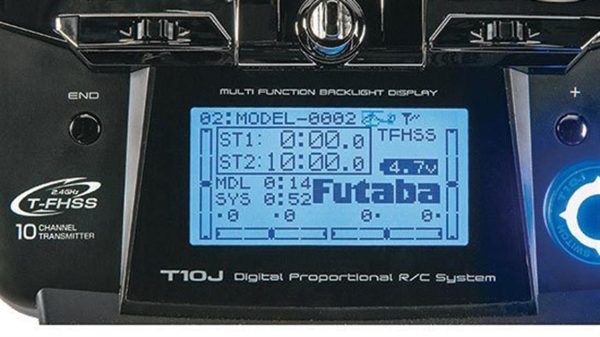 MULTI FUNCTION BACKLIGHT DISPLAY
END
+
02:MODEL-0002
ST1: 0:00.0
T-FHSS
ST2:10:00.0
4.7V
MDL 0:14
SYS 0:52
Futaba
0 0 0 0
2.4GHz
T-FHSS
10 CHANNEL TRANSMITTER
T10J Digital Proportional R/C System
T10J